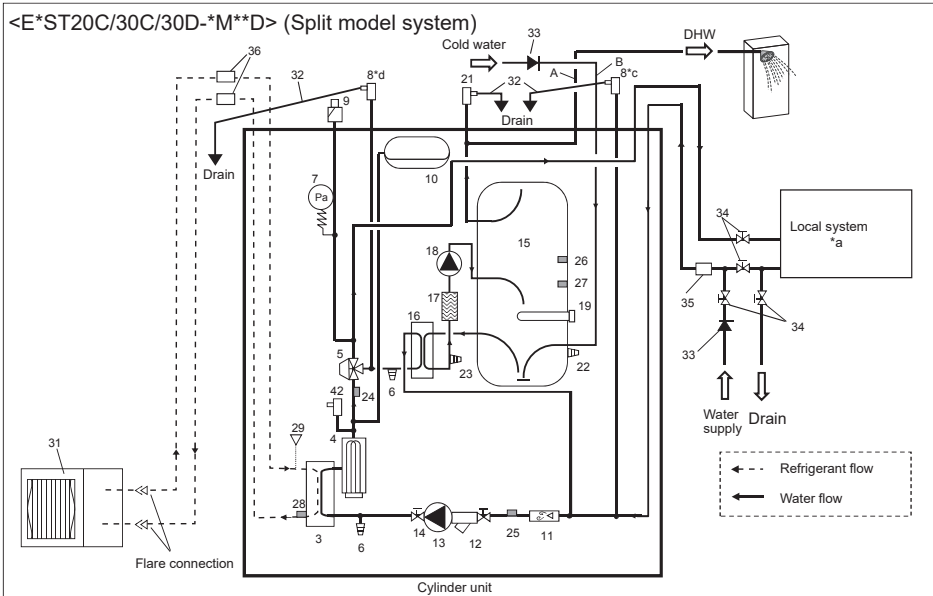 <E*ST20C/30C/30D-*M**D> (Split model system)
Cold water
33
DHW
36
32
8*d
9
21
32
A
B
8*c
Drain
Drain
10
7
Pa
34
Local system
*a
18
15
26
27
17
19
16
35
34
33
5
6
23
22
24
42
4
29
31
Water
supply
Drain
Refrigerant flow
Water flow
28
3
6
14
13
12
25
11
Flare connection
Cylinder unit